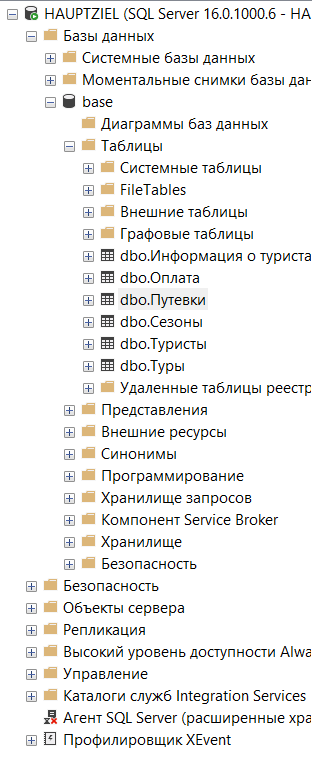 HAUPTZIEL (SQL Server 16.0.1000.6 - HA
Базы данных
Системные базы данных
Моментальные снимки базы дан
base
Диаграммы баз данных
Таблицы
Системные таблицы
FileTables
Внешние таблицы
Графовые таблицы
dbo.Информация о туриста
dbo.Оплата
dbo.Путевки
dbo.Сезоны
dbo.Туристы
dbo.Туры
Удаленные таблицы реестр
Представления
Внешние ресурсы
Синонимы
Программирование
Хранилище запросов
Компонент Service Broker
Хранилище
Безопасность
Безопасность
Объекты сервера
Репликация
Высокий уровень доступности Alwa
Управление
Каталоги служб Integration Services
Агент SQL Server (расширенные хра
Профилировщик XEvent